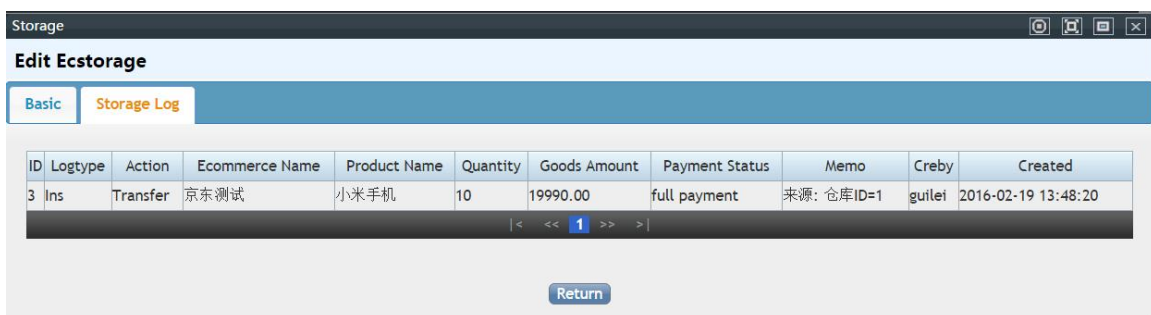 Storage
Edit Ecstorage
Basic Storage Log
ID Logtype Action Ecommerce Name Product Name Quantity Goods Amount Payment Status Memo Creby Created
3 Ins Transfer 京东测试 小米手机 10 19990.00 full payment 来源: 仓库ID=1 guilei 2016-02-19 13:48:20
|< << 1 >> >|
Return